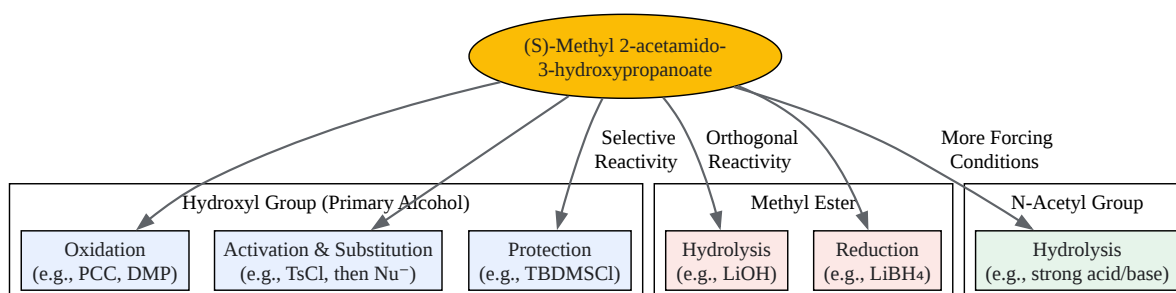 (S)-Methyl 2-acetamido-
3-hydroxypropanoate
Selective
Reactivity
Orthogonal
Reactivity
More Forcing
Conditions
Hydroxyl Group (Primary Alcohol)
Methyl Ester
N-Acetyl Group
Oxidation
(e.g., PCC, DMP)
Activation & Substitution
(e.g., TsCl, then Nu⁻)
Protection
(e.g., TBDMSCl)
Hydrolysis
(e.g., LiOH)
Reduction
(e.g., LiBH₄)
Hydrolysis
(e.g., strong acid/base)